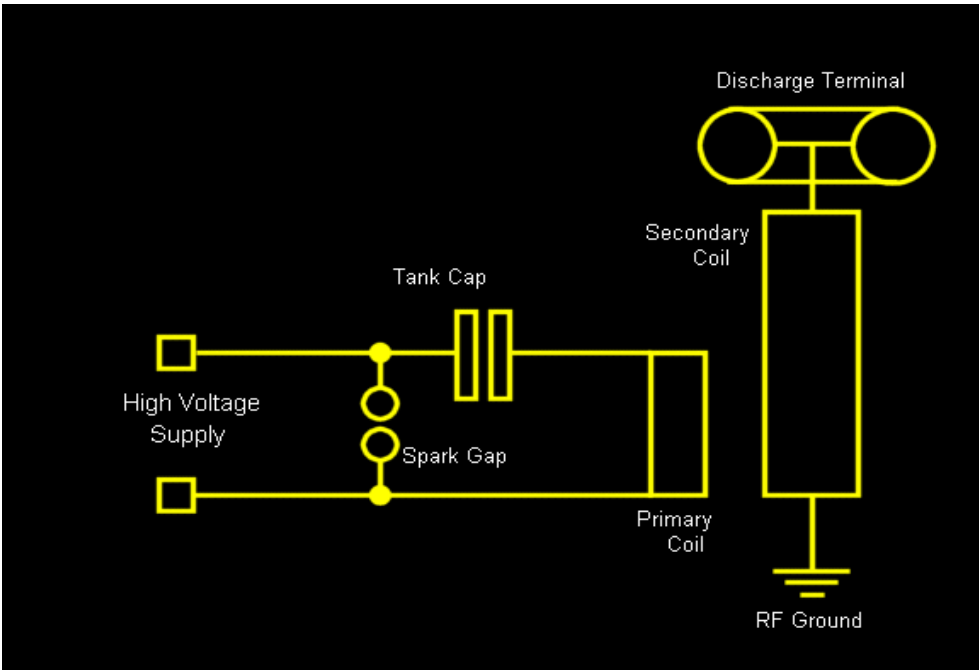 Discharge Terminal
Secondary
Coil
Tank Cap
High Voltage
Supply
Spark Gap
Primary
Coil
RF Ground